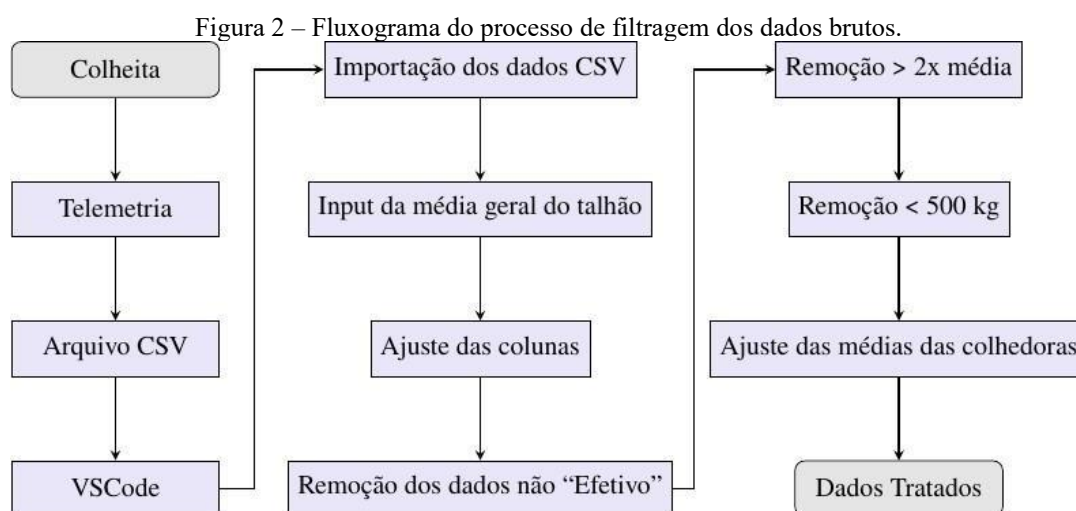 Figura 2 – Fluxograma do processo de filtragem dos dados brutos.
Colheita
Telemetria
Arquivo CSV
VSCode
Importação dos dados CSV
Input da média geral do talhão
Ajuste das colunas
Remoção dos dados não “Efetivo”
Remoção > 2x média
Remoção < 500 kg
Ajuste das médias das colhedoras
Dados Tratados